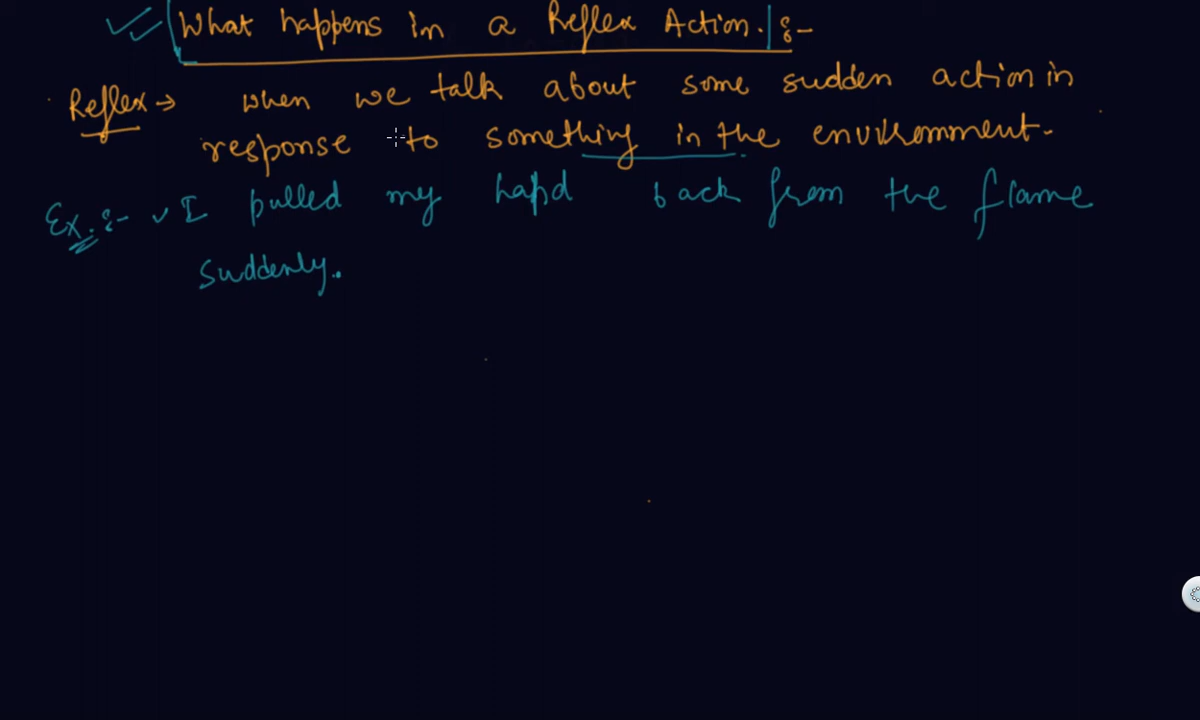 What happens in a Reflex Action. :-
Reflex → when we talk about some sudden action in
response to something in the environment.
Ex. :- ✓ I pulled my hand back from the flame
suddenly.